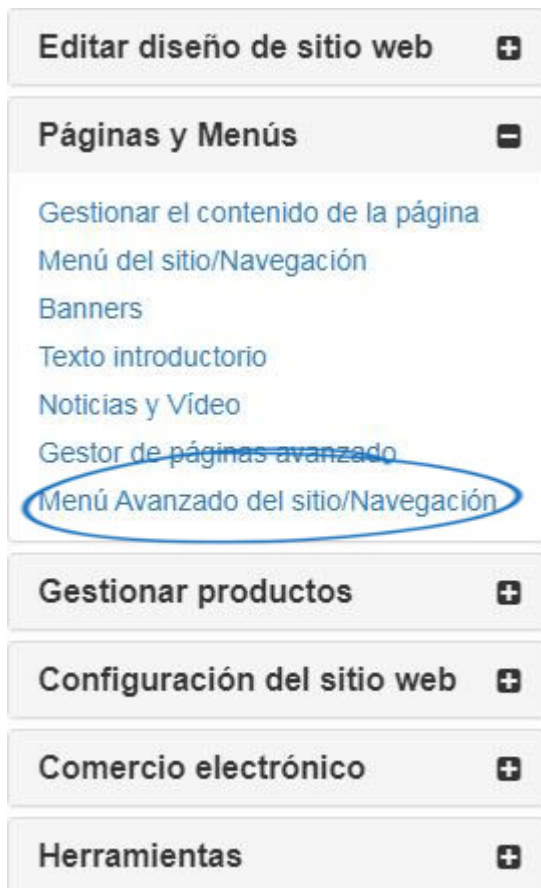 Editar diseño de sitio web
Páginas y Menús
Gestionar el contenido de la página
Menú del sitio/Navegación
Banners
Texto introductorio
Noticias y Vídeo
Gestor de páginas avanzado
Menú Avanzado del sitio/Navegación
Gestionar productos
Configuración del sitio web
Comercio electrónico
Herramientas